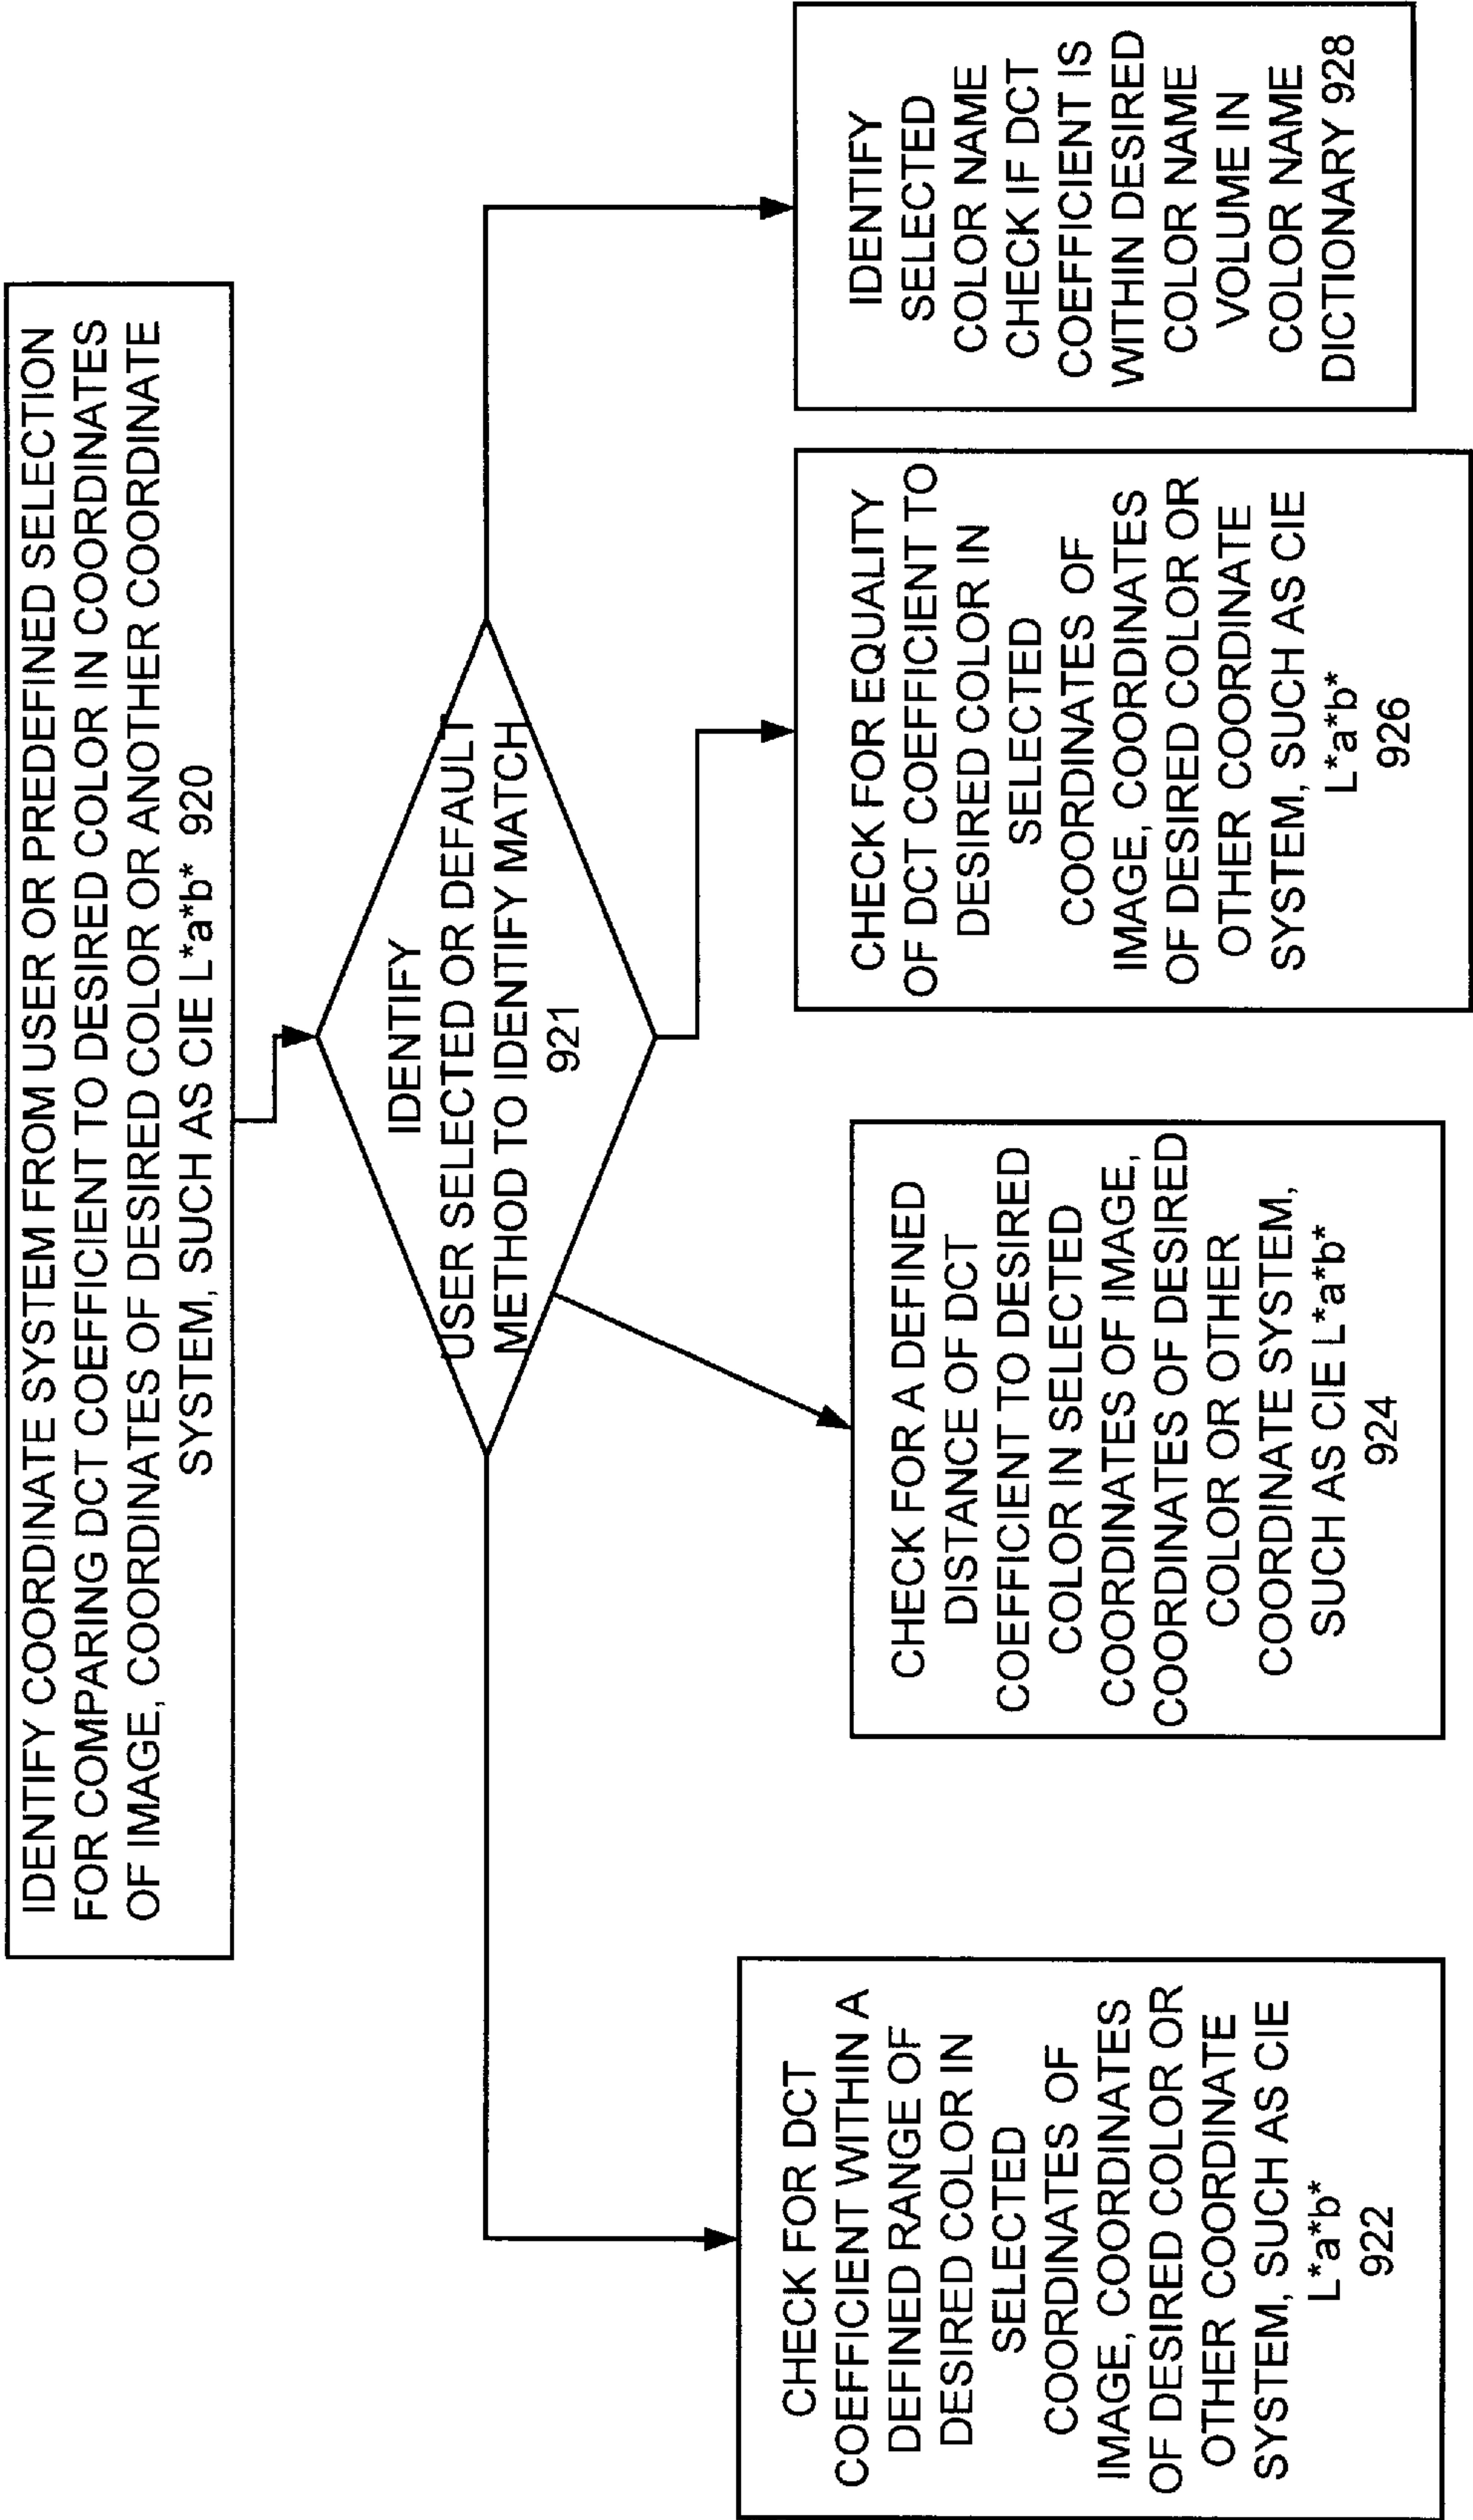 IDENTIFY COORDINATE SYSTEM FROM USER OR PREDEFINED SELECTION
FOR COMPARING DCT COEFFICIENT TO DESIRED COLOR IN COORDINATES
OF IMAGE, COORDINATES OF DESIRED COLOR OR ANOTHER COORDINATE
SYSTEM, SUCH AS CIE L*a*b* 920
IDENTIFY
USER SELECTED OR DEFAULT
METHOD TO IDENTIFY MATCH
921
CHECK FOR DCT
COEFFICIENT WITHIN A
DEFINED RANGE OF
DESIRED COLOR IN
SELECTED
COORDINATES OF
IMAGE, COORDINATES
OF DESIRED COLOR OR
OTHER COORDINATE
SYSTEM, SUCH AS CIE
L*a*b*
922
CHECK FOR A DEFINED
DISTANCE OF DCT
COEFFICIENT TO DESIRED
COLOR IN SELECTED
COORDINATES OF IMAGE,
COORDINATES OF DESIRED
COLOR OR OTHER
COORDINATE SYSTEM,
SUCH AS CIE L*a*b*
924
CHECK FOR EQUALITY
OF DCT COEFFICIENT TO
DESIRED COLOR IN
SELECTED
COORDINATES OF
IMAGE, COORDINATES
OF DESIRED COLOR OR
OTHER COORDINATE
SYSTEM, SUCH AS CIE
L*a*b*
926
IDENTIFY
SELECTED
COLOR NAME
CHECK IF DCT
COEFFICIENT IS
WITHIN DESIRED
COLOR NAME
VOLUME IN
COLOR NAME
DICTIONARY 928